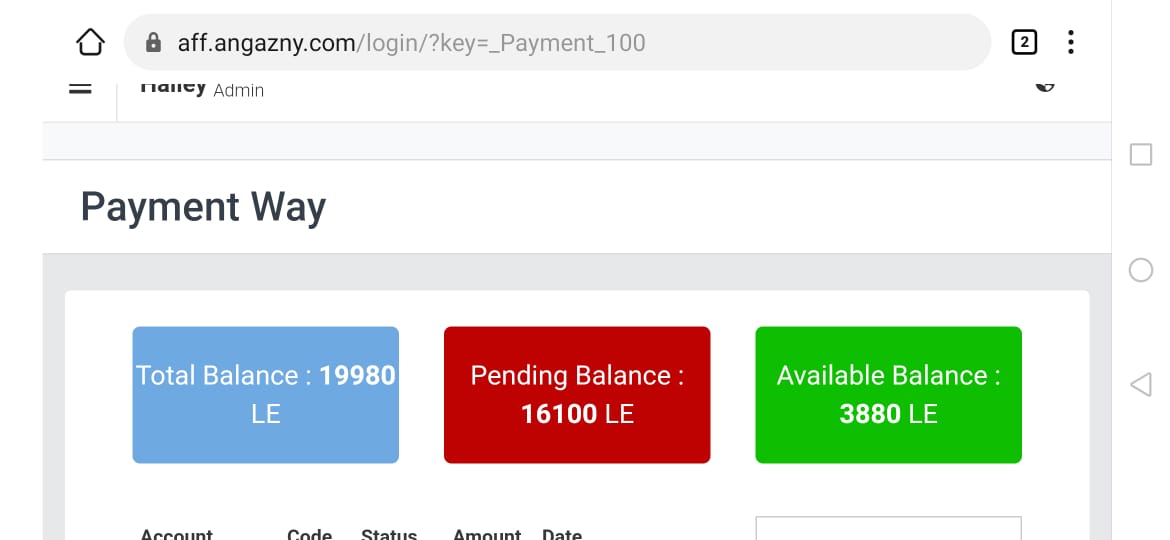 aff.angazny.com/login/?key=_Payment_100
2
Admin
Payment Way
Total Balance : 19980
LE
Pending Balance :
16100 LE
Available Balance :
3880 LE
Account Code Status Amount Date